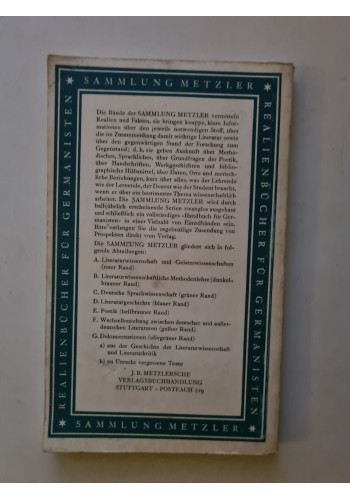 SAMMLUNG METZLER
REALIENBÜCHER FÜR GERMANISTEN
REALIENBÜCHER FÜR GERMANISTEN
Die Bände der SAMMLUNG METZLER vermitteln
Realien und Fakten, sie bringen knappe, klare Infor-
mationen über den jeweils notwendigen Stoff, über
die im Zusammenhang damit wichtige Literatur sowie
über den gegenwärtigen Stand der Forschung zum
Gegenstand; d. h. sie geben Auskunft über Metho-
disches, Sprachliches, über Grundfragen der Poetik,
über Handschriften, Werkgeschichten und biblio-
graphische Hilfsmittel, über Daten, Orte und mensch-
liche Beziehungen, kurz über alles, was der Lehrende
wie der Lernende, der Dozent wie der Student braucht,
wenn er über ein bestimmtes Thema wissenschaftlich
arbeiten. Die SAMMLUNG METZLER wird durch
halbjährlich erscheinende Serien zwanglos ausgebaut
und schließlich ein vollständiges »Handbuch für Ger-
manisten« in einer Vielzahl von Einzelbänden sein.
Bitte verlangen Sie die regelmäßige Zusendung von
Prospekten direkt vom Verlag.
Die SAMMLUNG METZLER gliedert sich in fol-
gende Abteilungen:
A. Literaturwissenschaft und Geisteswissenschaften
(roter Rand)
B. Literaturwissenschaftliche Methodenlehre (dunkel-
brauner Rand)
C. Deutsche Sprachwissenschaft (grüner Rand)
D. Literaturgeschichte (blauer Rand)
E. Poetik (hellbrauner Rand)
F. Wechselbeziehung zwischen deutscher und außer-
deutschen Literaturen (gelber Rand)
G. Dokumentationen (olivgrüner Rand)
a) aus der Geschichte der Literaturwissenschaft
und Literaturkritik
b) zu Unrecht vergessene Texte
J. B. METZLERSCHE
VERLAGSBUCHHANDLUNG
STUTTGART - POSTFACH 529
SAMMLUNG METZLER